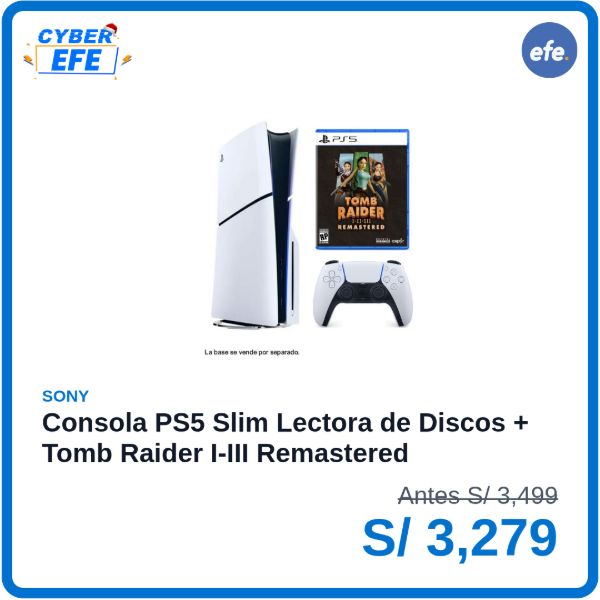 CYBER
EFE
efe.
PS5
TOMB
RAIDER
I·II·III
REMASTERED
La base se vende por separado.
SONY
Consola PS5 Slim Lectora de Discos +
Tomb Raider I-III Remastered
Antes S/ 3,499
S/ 3,279